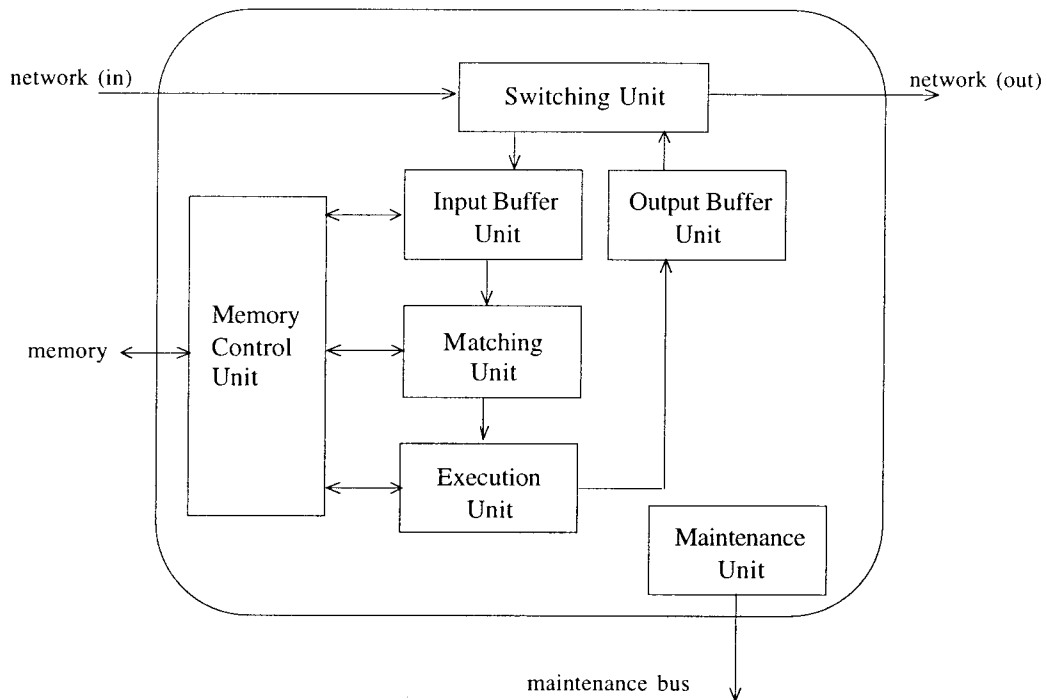 network (in)
network (out)
Switching Unit
Input Buffer
Unit
Output Buffer
Unit
Memory
Control
Unit
memory
Matching
Unit
Execution
Unit
Maintenance
Unit
maintenance bus